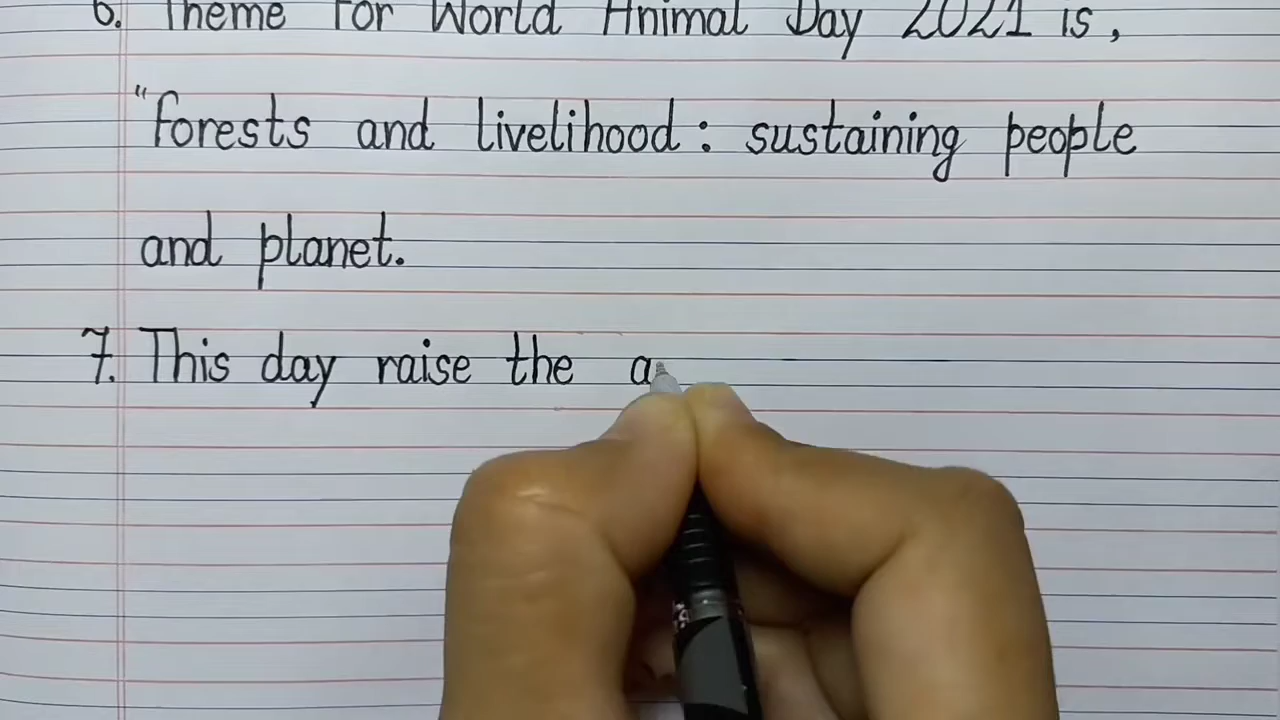 6. Theme for World Animal Day 2021 is,
"forests and livelihood: sustaining people
and planet.
7. This day raise the a